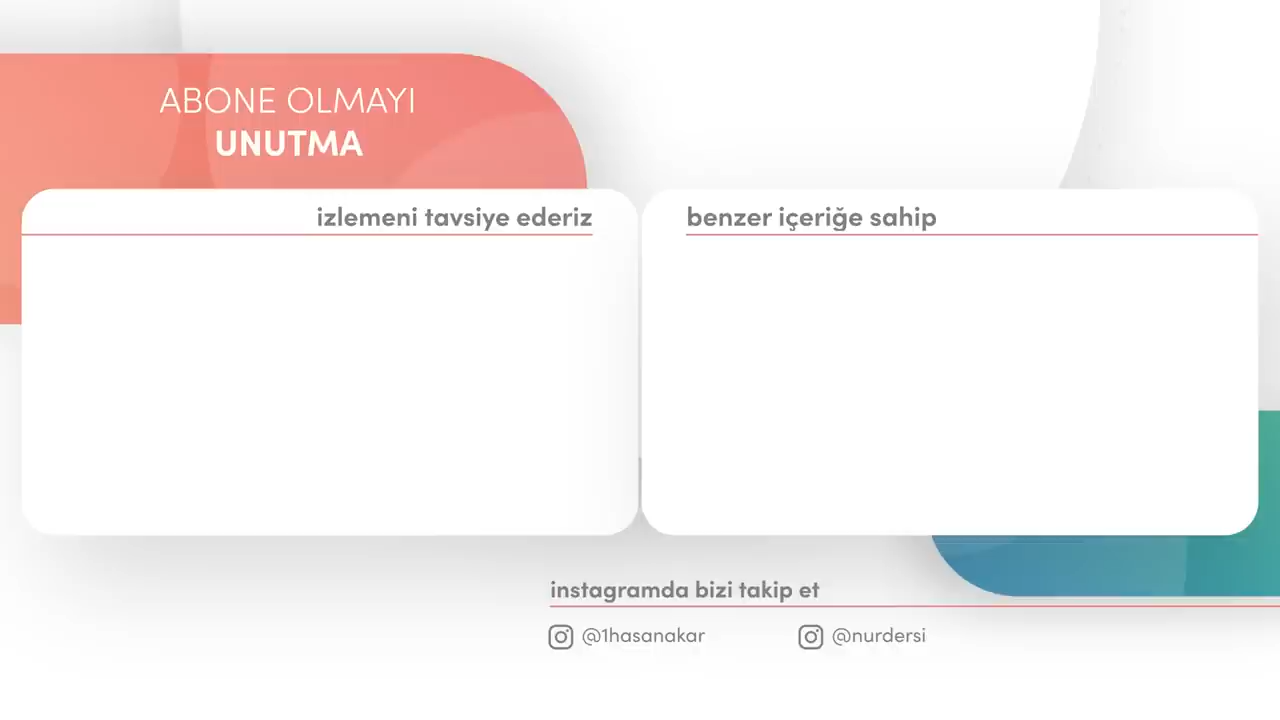 ABONE OLMAYI
UNUTMA
izlemeni tavsiye ederiz
benzer içeriğe sahip
instagramda bizi takip et
@1hasanakar
@nurdersi